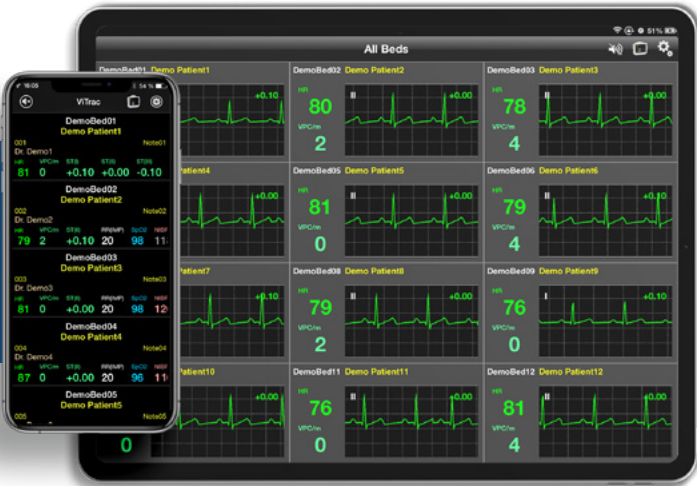 51%
All Beds
DemoBed01 Demo Patient1
+0.10
DemoBed02 Demo Patient2
HR
80
VPC/m
2
II
+0.00
DemoBed03 Demo Patient3
HR
78
VPC/m
4
II
+0.00
Patient4
+0.00
DemoBed05 Demo Patient5
HR
81
VPC/m
0
II
+0.00
DemoBed06 Demo Patient6
HR
79
VPC/m
4
II
+0.10
Patient7
+0.10
DemoBed08 Demo Patient8
HR
79
VPC/m
2
II
+0.00
DemoBed09 Demo Patient9
HR
76
VPC/m
0
I
+0.10
Patient10
+0.00
0
DemoBed11 Demo Patient11
HR
76
VPC/m
0
II
+0.00
DemoBed12 Demo Patient12
HR
81
VPC/m
4
II
+0.00
16:05
54 %
ViTrac
DemoBed01
Demo Patient1
001 Note01
Dr. Demo1
HR VPC/m ST(I) ST(II) ST(III)
81 0 +0.10 +0.00 -0.10
DemoBed02
Demo Patient2
002 Note02
Dr. Demo2
HR VPC/m ST(II) RR(IMP) SpO2 NIBP
79 2 +0.10 20 98 11
DemoBed03
Demo Patient3
003 Note03
Dr. Demo3
HR VPC/m ST(II) RR(IMP) SpO2 NIBP
81 0 +0.00 20 98 12
DemoBed04
Demo Patient4
004 Note04
Dr. Demo4
HR VPC/m ST(II) RR(IMP) SpO2 NIBP
87 0 +0.00 20 96 11
DemoBed05
Demo Patient5
005 Note05